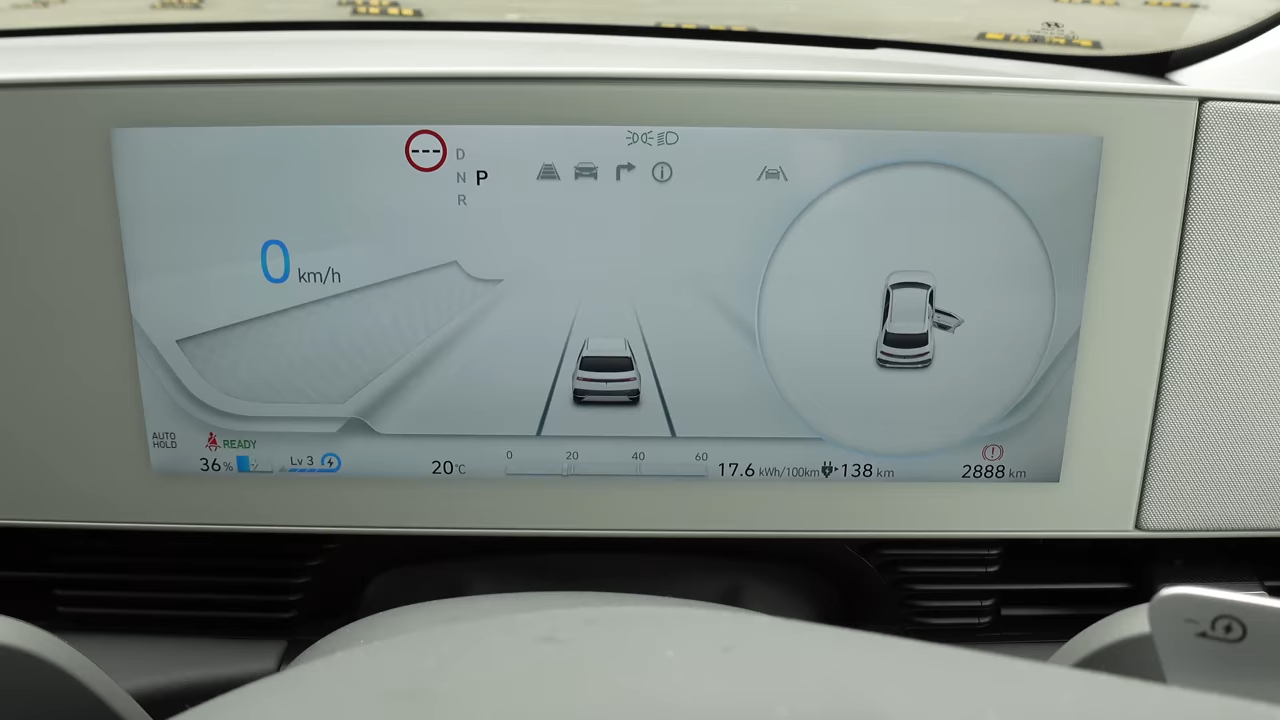 ---
D
N P
R
0 km/h
AUTO HOLD
READY
36%
Lv 3
20°C
0 20 40 60
17.6 kWh/100km
138 km
2888 km